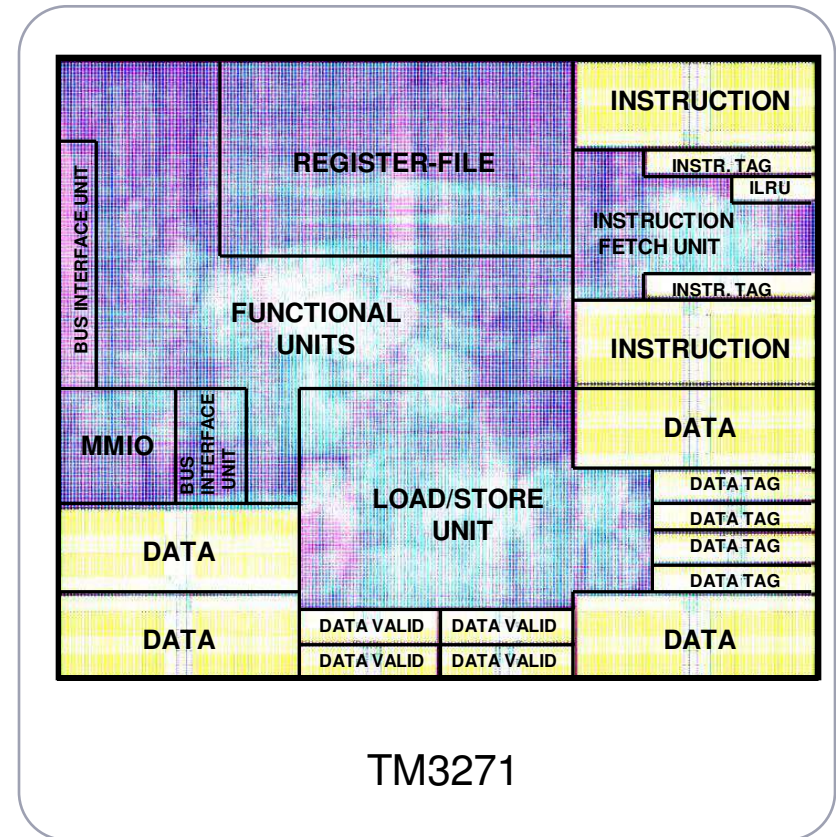 INSTRUCTION
REGISTER-FILE
INSTR. TAG
ILRU
BUS INTERFACE UNIT
INSTRUCTION
FETCH UNIT
INSTR. TAG
FUNCTIONAL
UNITS
INSTRUCTION
MMIO
BUS
INTERFACE
UNIT
DATA
LOAD/STORE
UNIT
DATA TAG
DATA TAG
DATA TAG
DATA TAG
DATA
DATA
DATA VALID
DATA VALID
DATA VALID
DATA VALID
DATA
TM3271